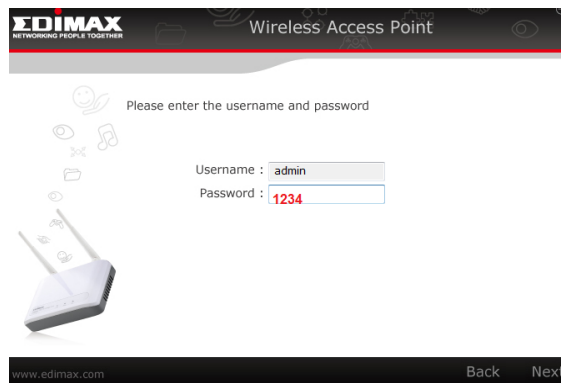 EDIMAX
NETWORKING PEOPLE TOGETHER
Wireless Access Point
Please enter the username and password
Username : admin
Password : 1234
www.edimax.com
Back Next